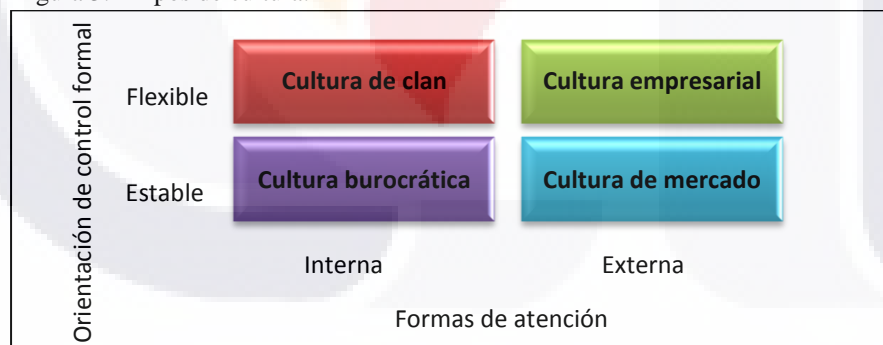 Orientación de control formal
Flexible
Cultura de clan
Cultura empresarial
Estable
Cultura burocrática
Cultura de mercado
Interna
Externa
Formas de atención